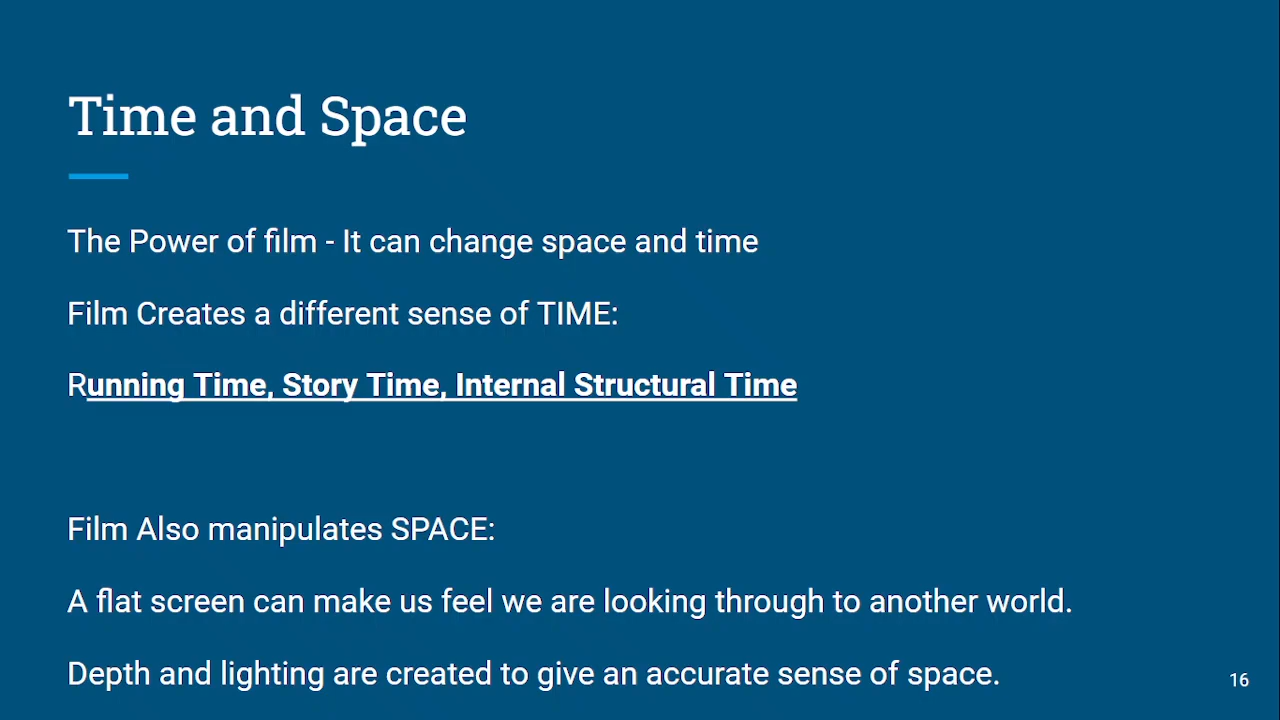 Time and Space
The Power of film - It can change space and time
Film Creates a different sense of TIME:
Running Time, Story Time, Internal Structural Time
Film Also manipulates SPACE:
A flat screen can make us feel we are looking through to another world.
Depth and lighting are created to give an accurate sense of space.
16